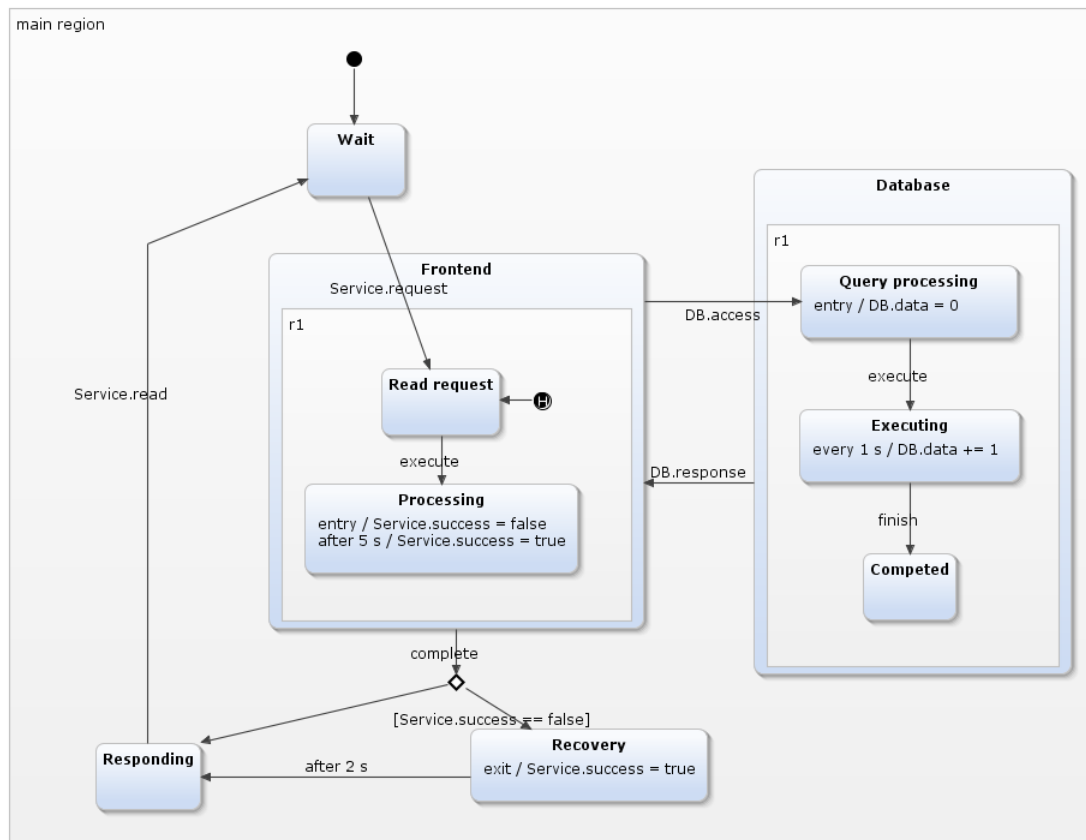 main region
Wait
Database
r1
Frontend
Service.request
Query processing
entry / DB.data = 0
DB.access
r1
execute
Read request
H
Service.read
Executing
every 1 s / DB.data += 1
execute
DB.response
Processing
entry / Service.success = false
after 5 s / Service.success = true
finish
Competed
complete
[Service.success == false]
Recovery
exit / Service.success = true
Responding
after 2 s